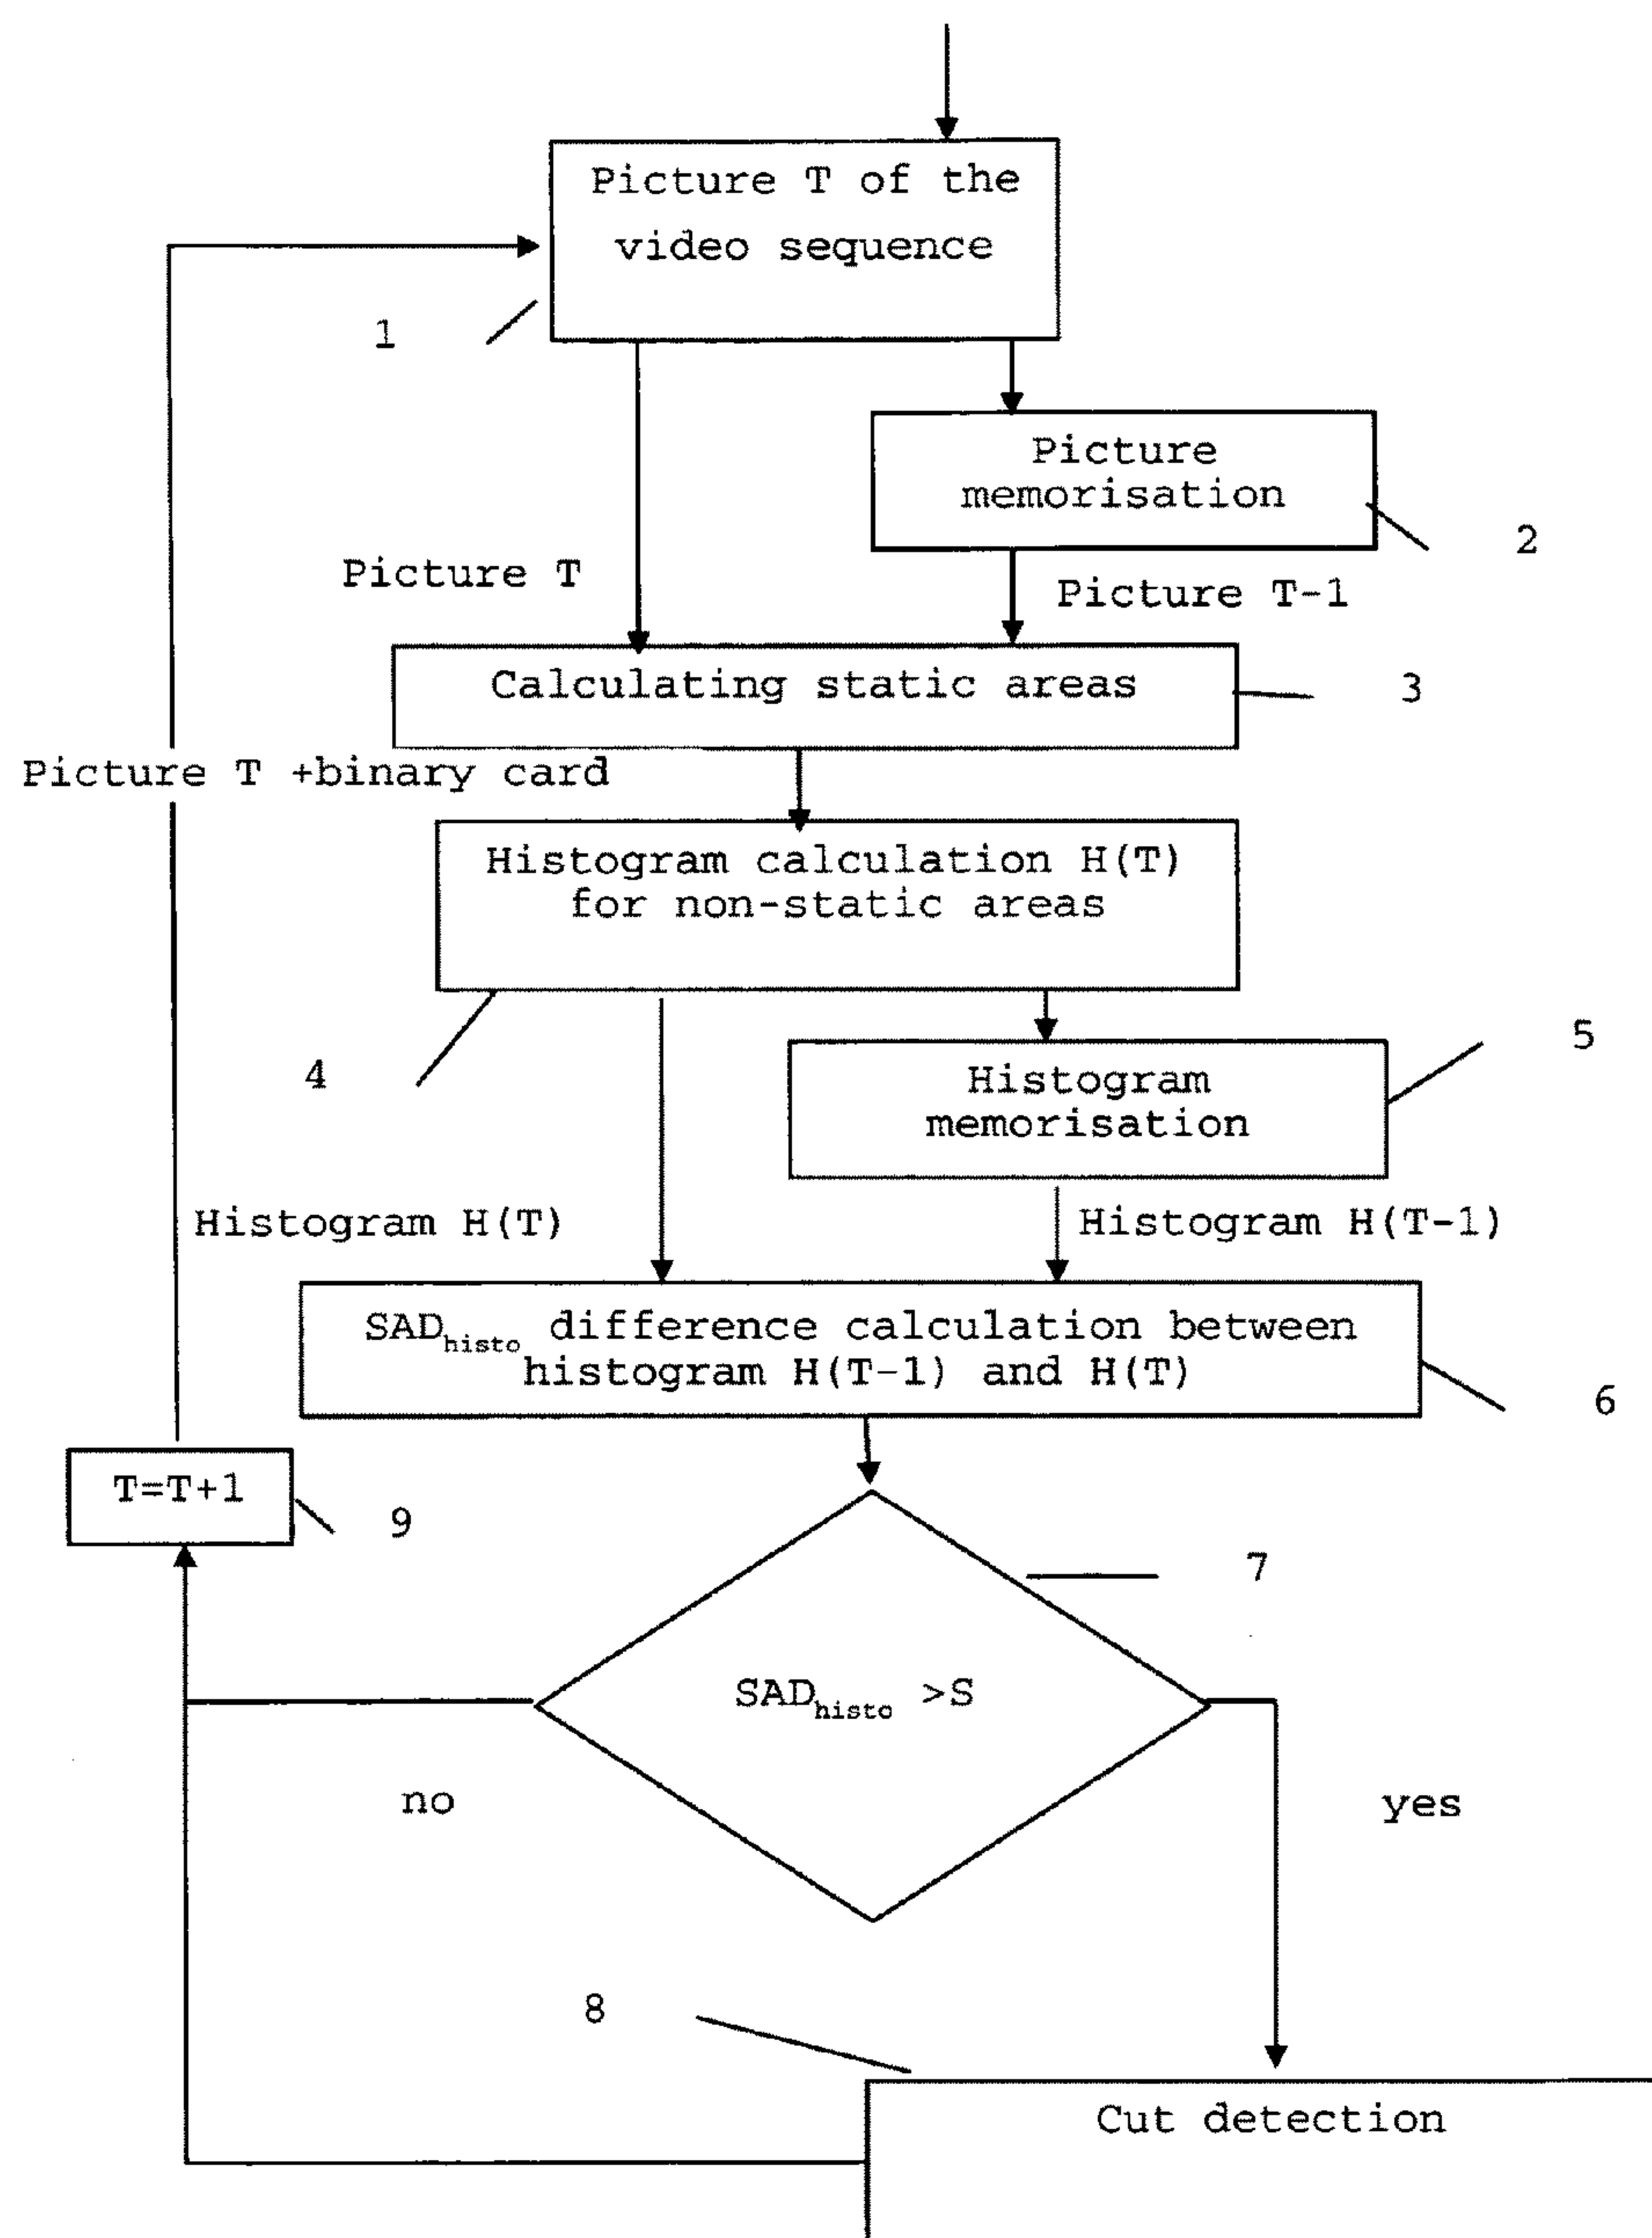 Picture T of the
video sequence
1
Picture
memorisation
2
Picture T
Picture T-1
Calculating static areas
3
Picture T +binary card
Histogram calculation H(T)
for non-static areas
4
5
Histogram
memorisation
Histogram H(T)
Histogram H(T-1)
SADhisto difference calculation between
histogram H(T-1) and H(T)
6
T=T+1
9
7
SADhisto >S
no
yes
8
Cut detection